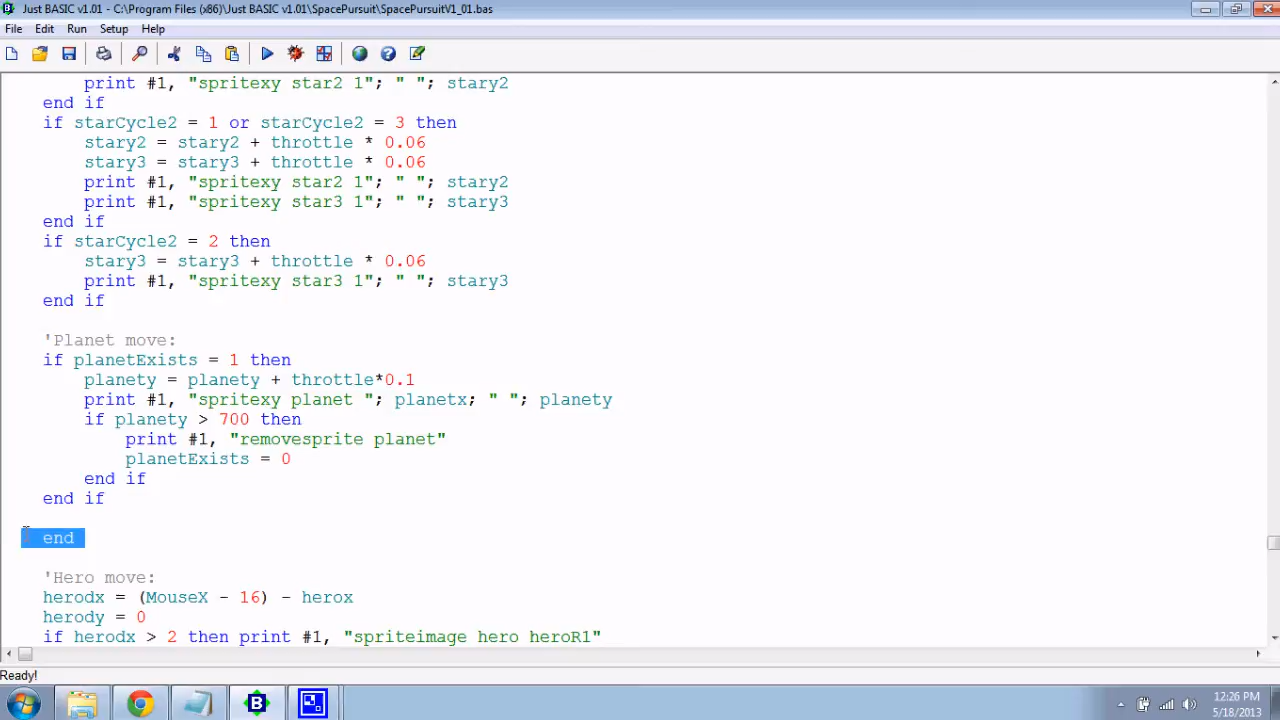 Just BASIC v1.01 - C:\Program Files (x86)\Just BASIC v1.01\SpacePursuit\SpacePursuitV1_01.bas
File Edit Run Setup Help
print #1, "spritexy star2 1"; " "; stary2
end if
if starCycle2 = 1 or starCycle2 = 3 then
stary2 = stary2 + throttle * 0.06
stary3 = stary3 + throttle * 0.06
print #1, "spritexy star2 1"; " "; stary2
print #1, "spritexy star3 1"; " "; stary3
end if
if starCycle2 = 2 then
stary3 = stary3 + throttle * 0.06
print #1, "spritexy star3 1"; " "; stary3
end if
'Planet move:
if planetExists = 1 then
planety = planety + throttle*0.1
print #1, "spritexy planet "; planetx; " "; planety
if planety > 700 then
print #1, "removesprite planet"
planetExists = 0
end if
end if
end
'Hero move:
herodx = (MouseX - 16) - herox
herody = 0
if herodx > 2 then print #1, "spriteimage hero heroR1"
Ready!
12:26 PM
5/18/2013